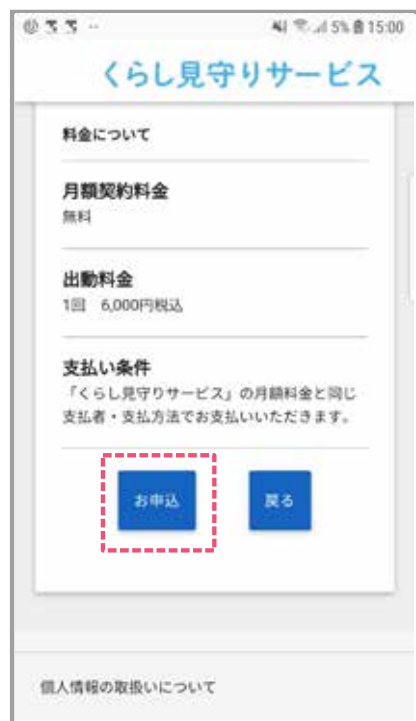 5% 15:00
くらし見守りサービス
料金について
月額契約料金
無料
出動料金
1回 6,000円税込
支払い条件
「くらし見守りサービス」の月額料金と同じ
支払者・支払方法でお支払いいただきます。
お申込 戻る
個人情報の取扱いについて